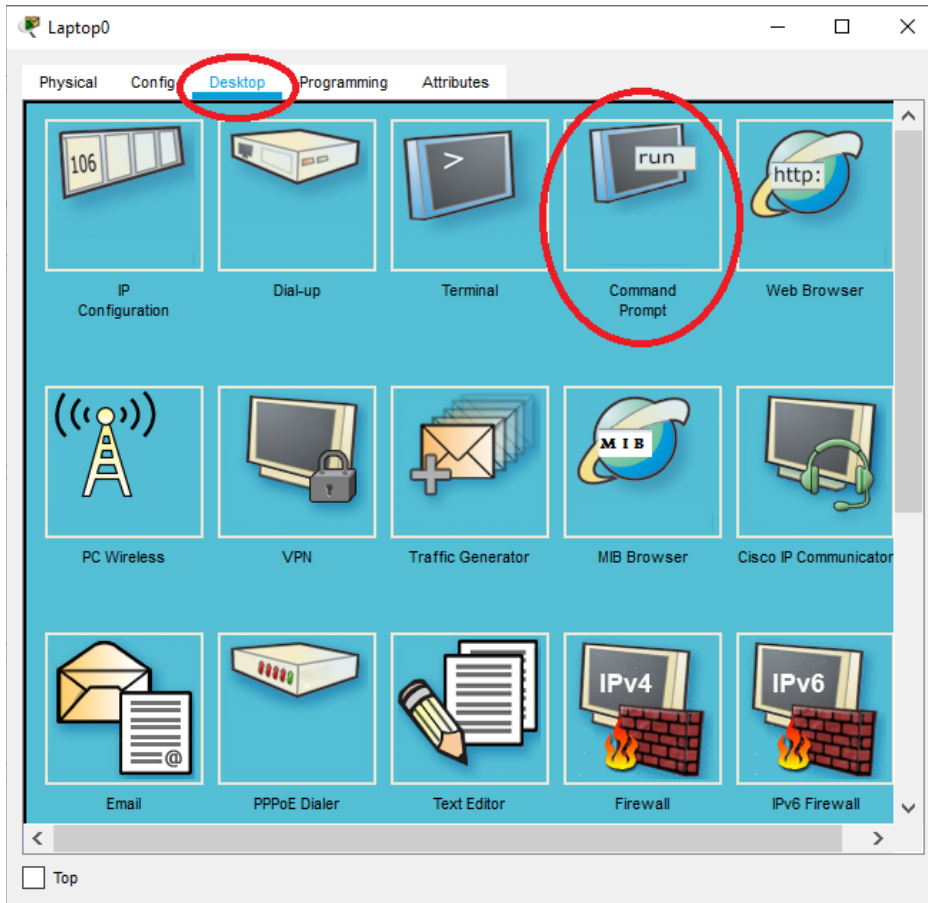 Laptop0
Physical Config Desktop Programming Attributes
106
>
run
http:
IP
Configuration
Dial-up
Terminal
Command
Prompt
Web Browser
MIB
PC Wireless
VPN
Traffic Generator
MIB Browser
Cisco IP Communicator
@
IPv4
IPv6
Email
PPPoE Dialer
Text Editor
Firewall
IPv6 Firewall
Top